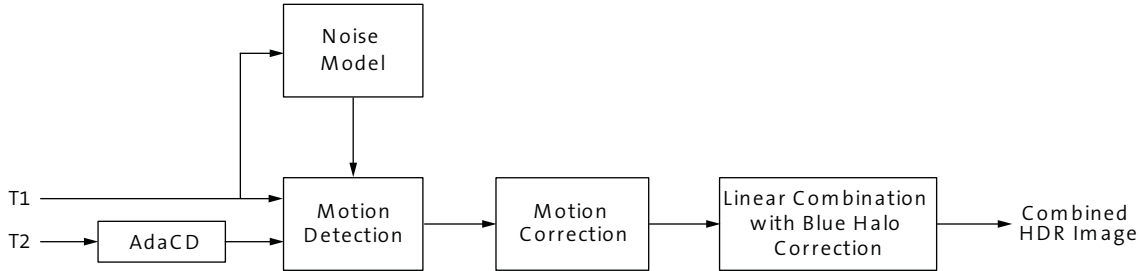 Noise
Model
T1
T2
AdaCD
Motion
Detection
Motion
Correction
Linear Combination
with Blue Halo
Correction
Combined
HDR Image